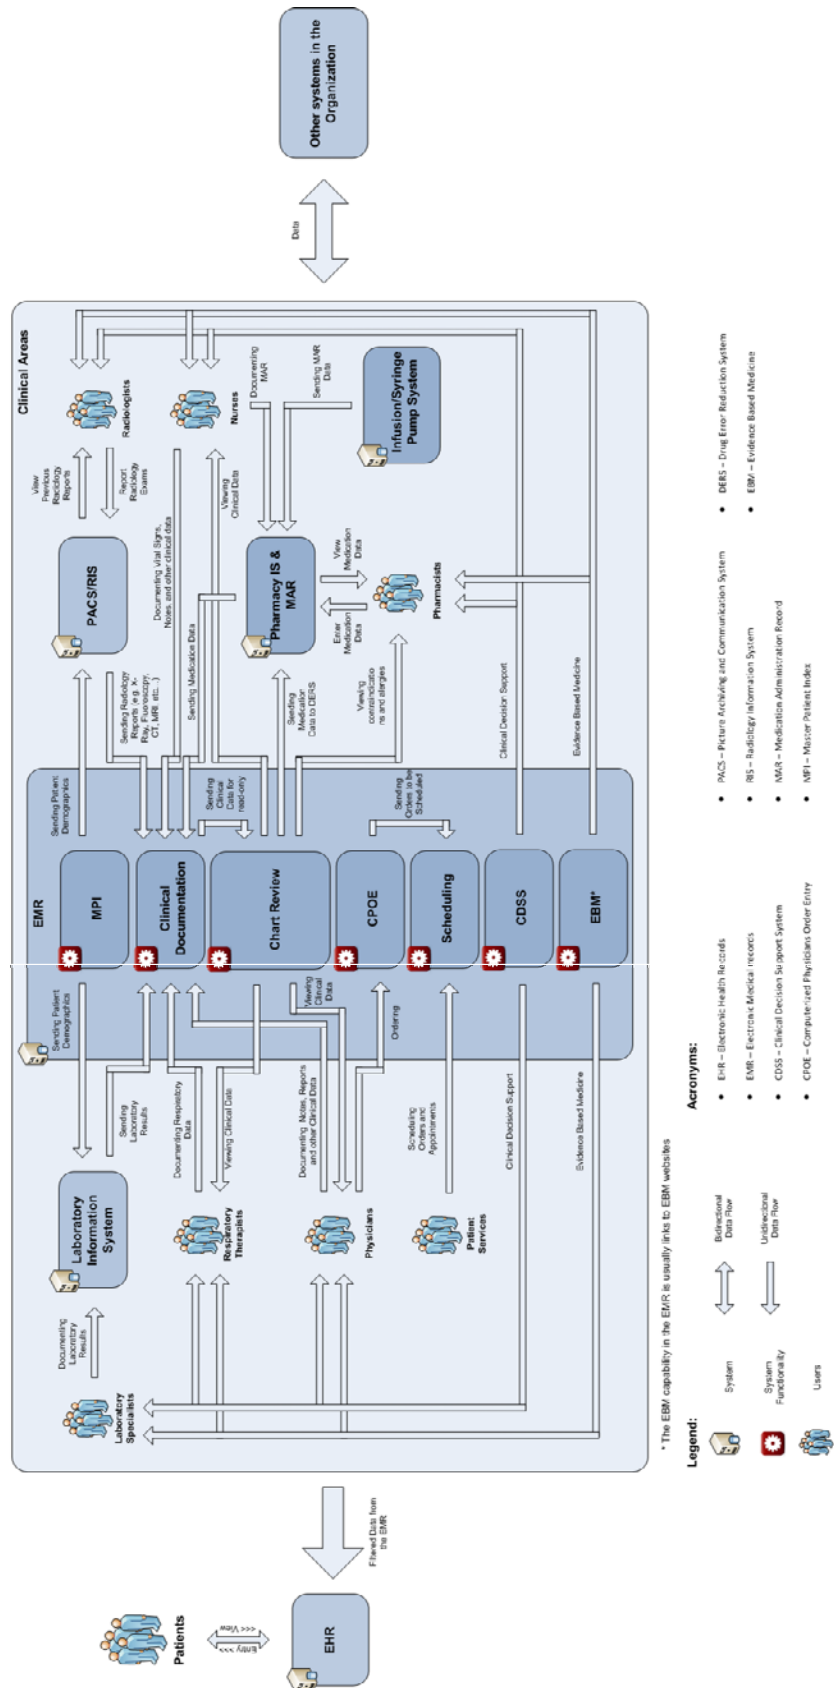 Patients
Entry >>>
View <<<
EHR
Filtered Data from
the EMR
Clinical Areas
Laboratory
Specialists
Documenting
Laboratory
Results
Laboratory
Information
System
Sending Patient
Demographics
Sending
Laboratory
Results
Respiratory
Therapists
Documenting Respiratory
Data
Viewing Clinical Data
Physicians
Documenting Notes, Reports
and other Clinical Data
Viewing
Clinical
Data
Ordering
Patient
Services
Scheduling
Orders and
Appointments
Clinical Decision Support
Evidence Based Medicine
EMR
MPI
Clinical
Documentation
Chart Review
CPOE
Scheduling
CDSS
EBM*
Sending Patient
Demographics
Sending Radiology
Reports (e.g. X-
Ray, Fluoroscopy,
CT, MRI, etc...)
PACS/RIS
View
Previous
Radiology
Reports
Report
Radiology
Exams
Radiologists
Documenting Vital Signs,
Notes, and other clinical data
Nurses
Sending Medication Data
Viewing
Clinical Data
Sending
Clinical
Data for
read-only
Documenting
MAR
Sending MAR
Data
Pharmacy IS &
MAR
Infusion/Syringe
Pump System
Sending
Medication
Data to DERS
Enter
Medication
Data
View
Medication
Data
Pharmacists
Viewing
contraindicatio
ns and allergies
Sending
Orders to be
Scheduled
Clinical Decision Support
Evidence Based Medicine
Data
Other systems in the
Organization
* The EBM capability in the EMR is usually links to EBM websites
Legend:
System
System
Functionality
Users
Bidirectional
Data Flow
Unidirectional
Data Flow
Acronyms:
• EHR – Electronic Health Records
• EMR – Electronic Medical records
• CDSS – Clinical Decision Support System
• CPOE – Computerized Physicians Order Entry
• PACS – Picture Archiving and Communication System
• RIS – Radiology Information System
• MAR – Medication Administration Record
• MPI – Master Patient Index
• DERS – Drug Error Reduction System
• EBM – Evidence Based Medicine